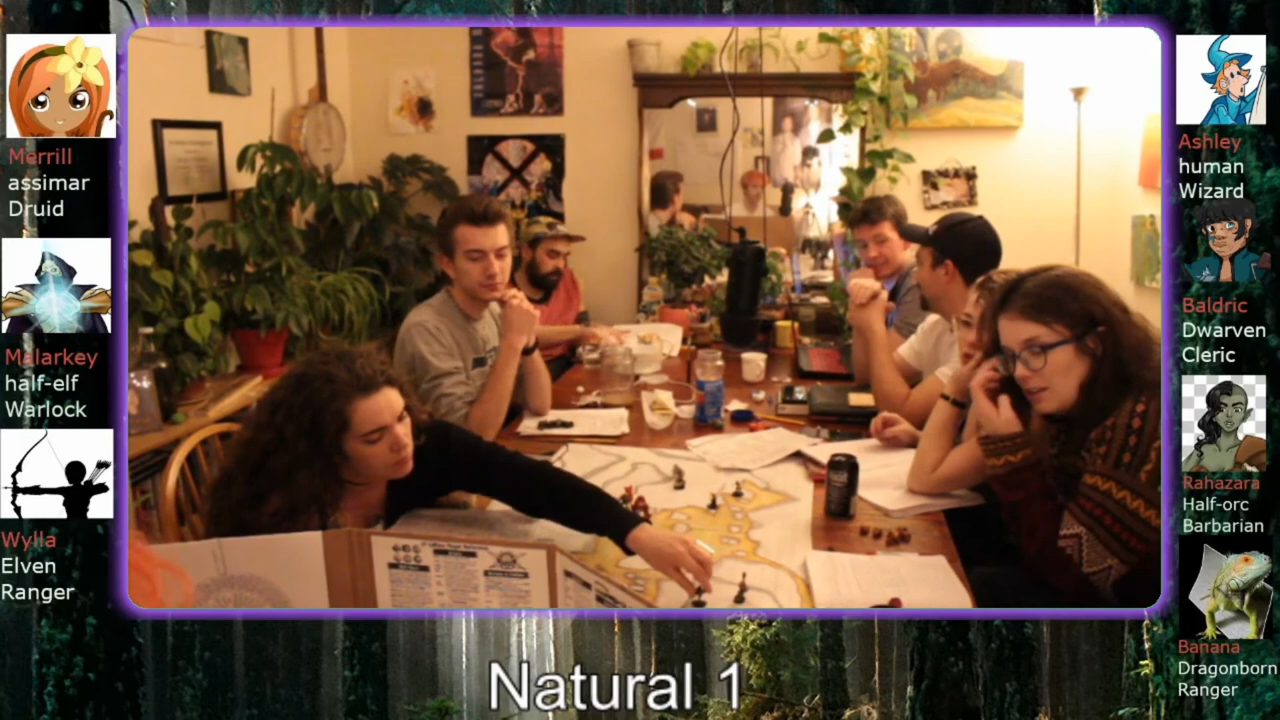 Merrill
assimar
Druid
Malarkey
half-elf
Warlock
Wylla
Elven
Ranger
Ashley
human
Wizard
Baldric
Dwarven
Cleric
Rahazara
Half-orc
Barbarian
Banana
Dragonborn
Ranger
Natural 1